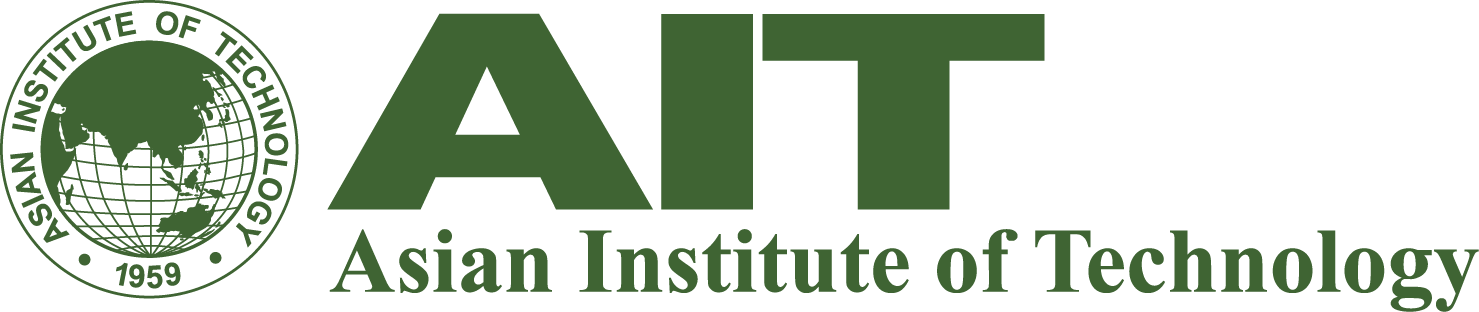 ASIAN INSTITUTE OF TECHNOLOGY
1959
AIT
Asian Institute of Technology